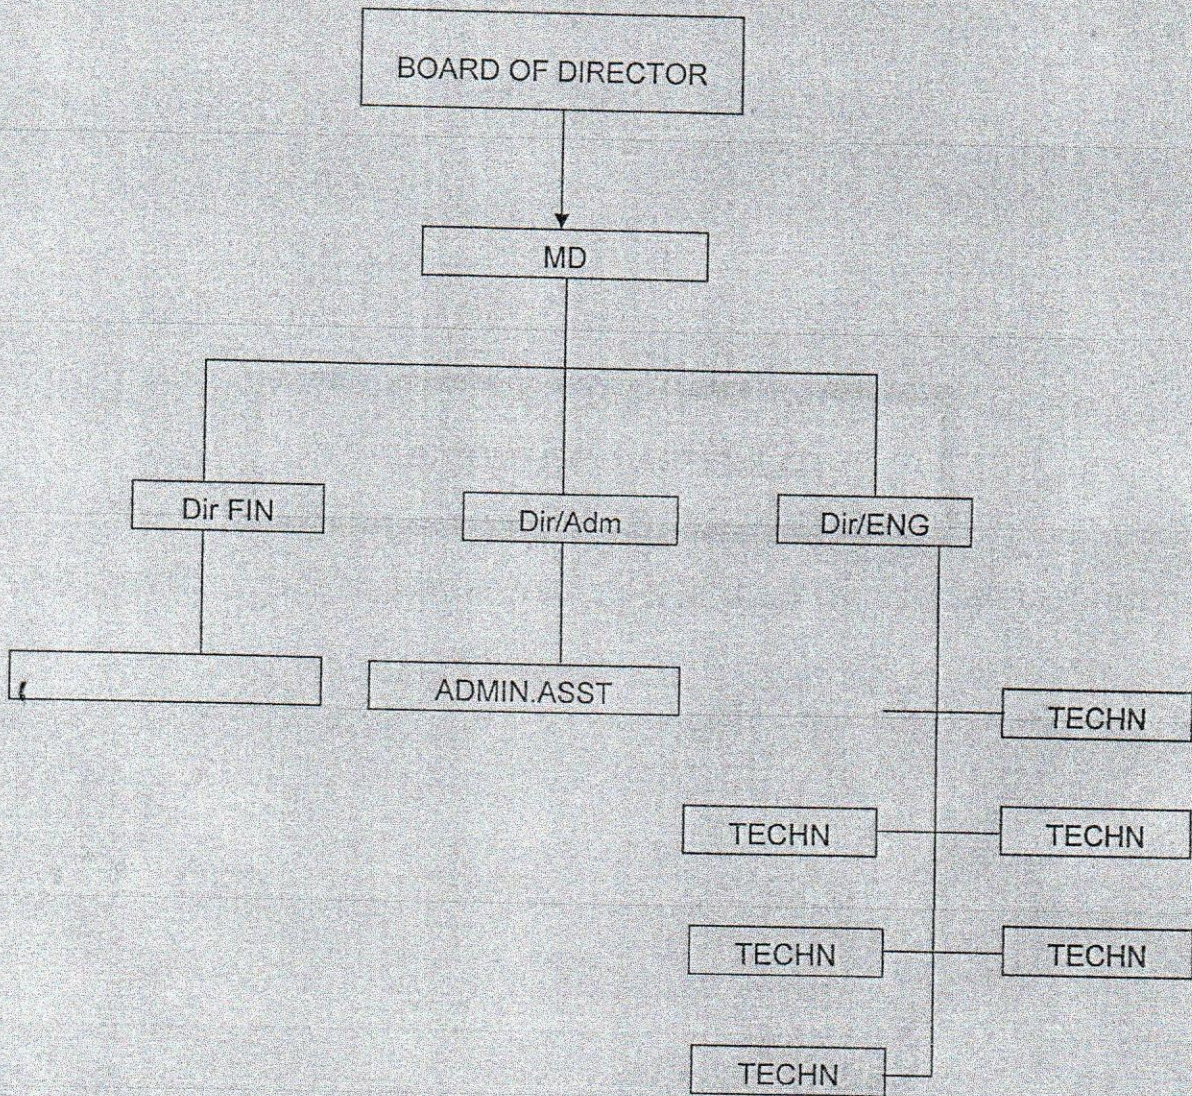 BOARD OF DIRECTOR
MD
Dir FIN
Dir/Adm
Dir/ENG
ADMIN.ASST
TECHN
TECHN
TECHN
TECHN
TECHN
TECHN